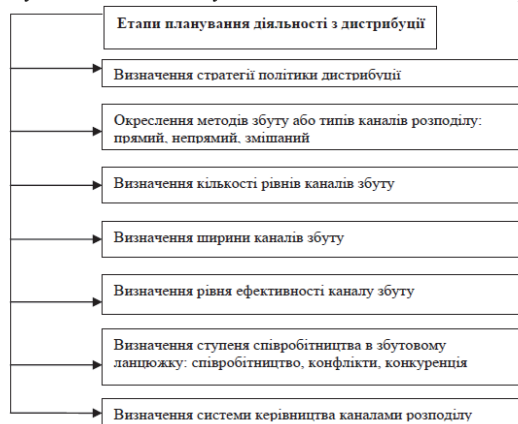 Етапи планування діяльності з дистрибуції
Визначення стратегії політики дистрибуції
Окреслення методів збуту або типів каналів розподілу:
прямий, непрямий, змішаний
Визначення кількості рівнів каналів збуту
Визначення ширини каналів збуту
Визначення рівня ефективності каналу збуту
Визначення ступеня співробітництва в збутовому
ланцюжку: співробітництво, конфлікти, конкуренція
Визначення системи керівництва каналами розподілу